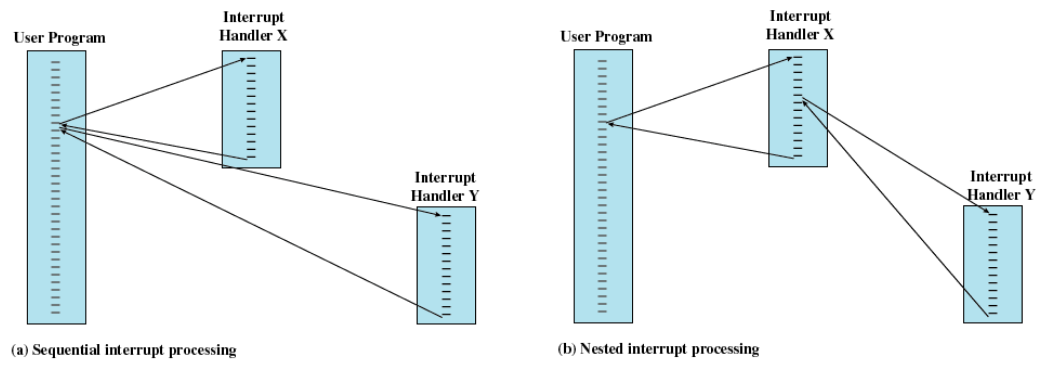 User Program
Interrupt
Handler X
Interrupt
Handler Y
(a) Sequential interrupt processing
User Program
Interrupt
Handler X
Interrupt
Handler Y
(b) Nested interrupt processing